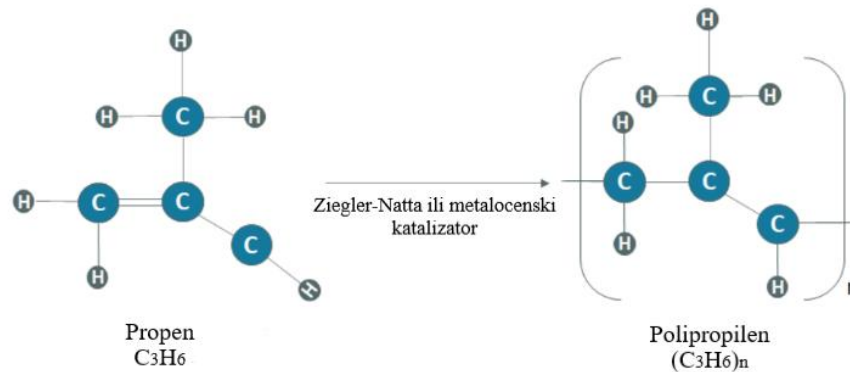 H
H
H
C
H
H
C
H
H
H
C
C
H
C
C
H
Ziegler-Natta ili metalocenski
katalizator
C
C
H
H
H
Propen
C3H6
Polipropilen
(C3H6)n